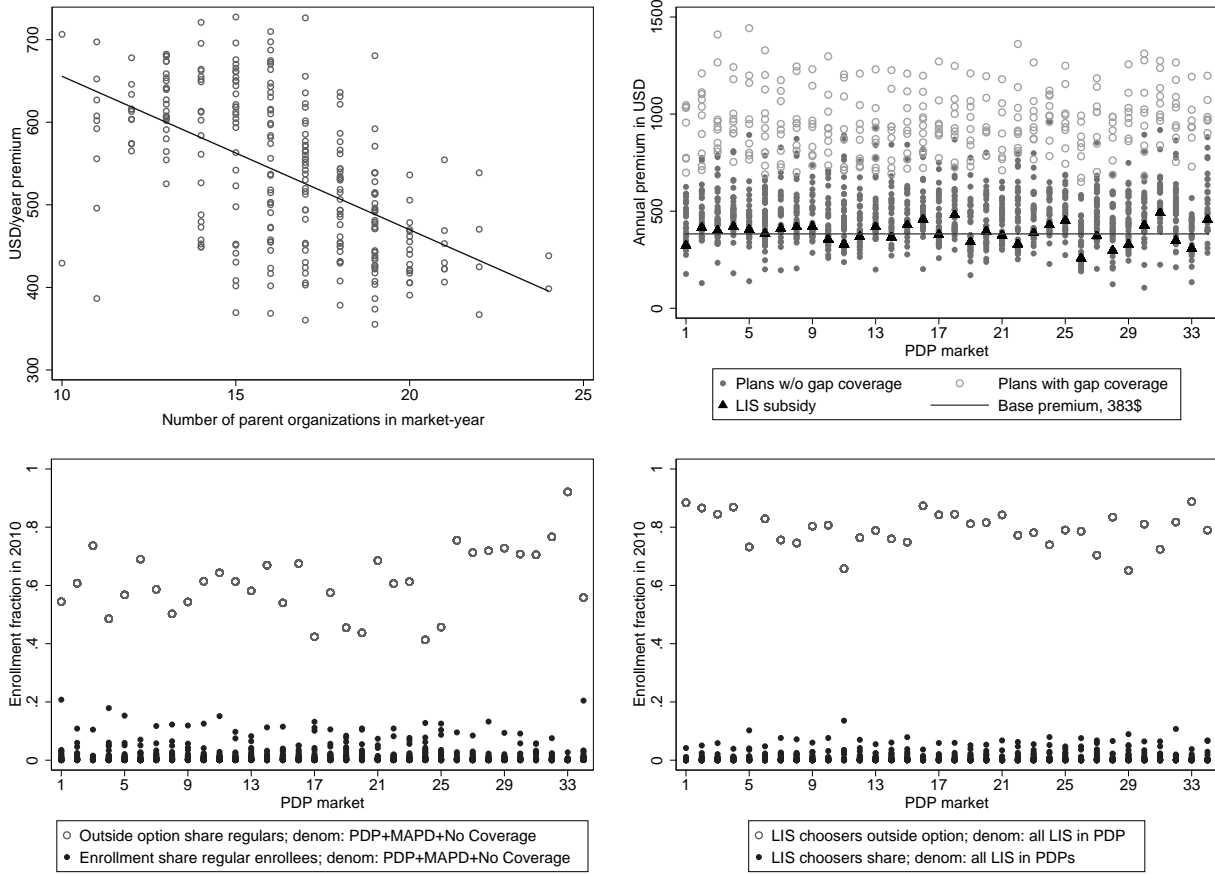 USD/year premium
700
600
500
400
300
10 15 20 25
Number of parent organizations in market-year
Annual premium in USD
1500
1000
500
0
1 5 9 13 17 21 25 29 33
PDP market
Plans w/o gap coverage Plans with gap coverage
LIS subsidy Base premium, 383$
Enrollment fraction in 2010
1
.8
.6
.4
.2
0
1 5 9 13 17 21 25 29 33
PDP market
Outside option share regulars; denom: PDP+MAPD+No Coverage
Enrollment share regular enrollees; denom: PDP+MAPD+No Coverage
Enrollment fraction in 2010
1
.8
.6
.4
.2
0
1 5 9 13 17 21 25 29 33
PDP market
LIS choosers outside option; denom: all LIS in PDP
LIS choosers share; denom: all LIS in PDPs